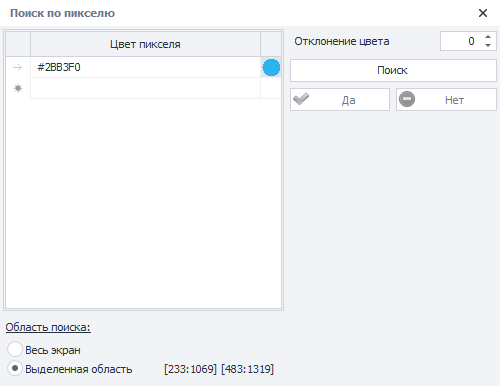 Поиск по пикселю
Цвет пикселя
#2BB3F0
Отклонение цвета 0
Поиск
Да Нет
Область поиска:
Весь экран
Выделенная область [233:1069] [483:1319]